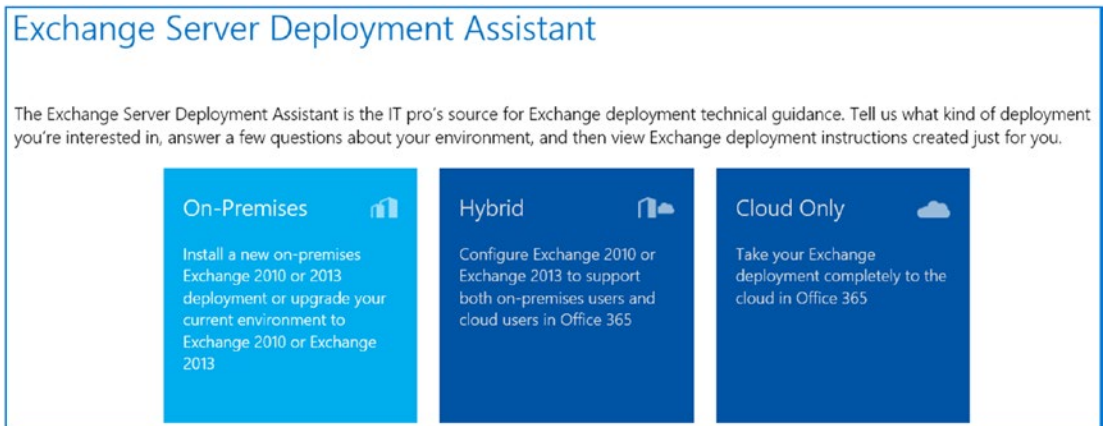 Exchange Server Deployment Assistant
The Exchange Server Deployment Assistant is the IT pro's source for Exchange deployment technical guidance. Tell us what kind of deployment
you're interested in, answer a few questions about your environment, and then view Exchange deployment instructions created just for you.
On-Premises
Install a new on-premises
Exchange 2010 or 2013
deployment or upgrade your
current environment to
Exchange 2010 or Exchange
2013
Hybrid
Configure Exchange 2010 or
Exchange 2013 to support
both on-premises users and
cloud users in Office 365
Cloud Only
Take your Exchange
deployment completely to the
cloud in Office 365